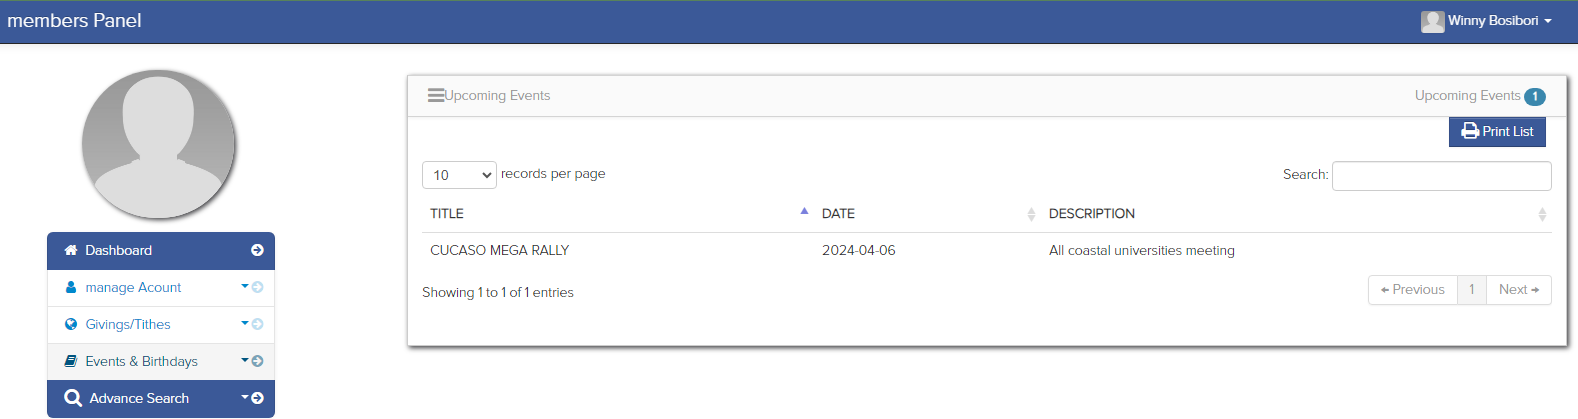 members Panel
Winny Bosibori
Upcoming Events
Upcoming Events 1
Print List
10 records per page
Search:
TITLE DATE DESCRIPTION
CUCASO MEGA RALLY 2024-04-06 All coastal universities meeting
Showing 1 to 1 of 1 entries
← Previous 1 Next →
Dashboard
manage Acount
Givings/Tithes
Events & Birthdays
Advance Search